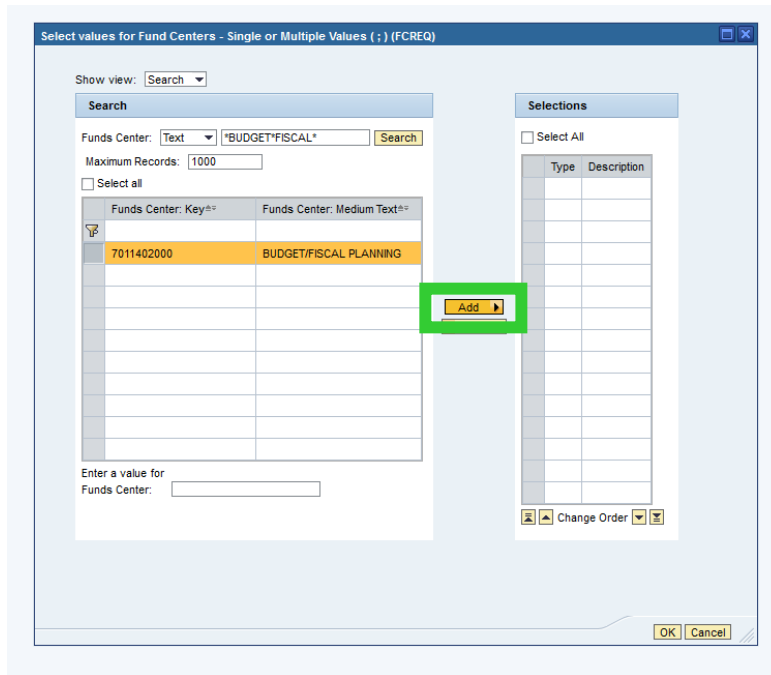 Select values for Fund Centers - Single or Multiple Values ( ; ) (FCREQ)
Show view: Search
Search
Funds Center: Text *BUDGET*FISCAL* Search
Maximum Records: 1000
Select all
Funds Center: Key Funds Center: Medium Text
7011402000 BUDGET/FISCAL PLANNING
Enter a value for
Funds Center:
Add
Selections
Select All
Type Description
Change Order
OK Cancel